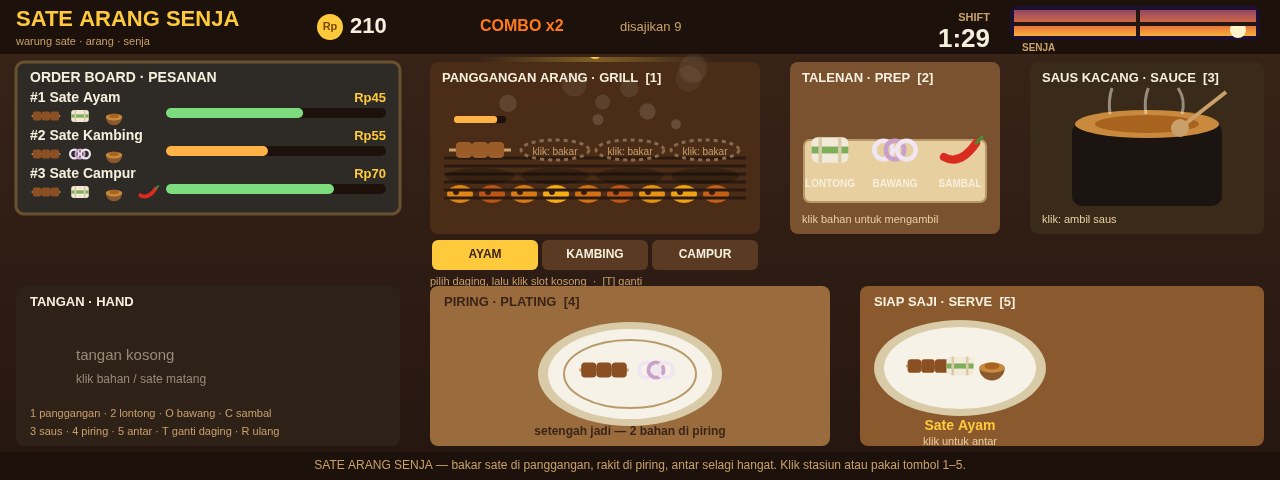 SATE ARANG SENJA
warung sate · arang · senja
Rp 210
COMBO x2
disajikan 9
SHIFT
1:29
SENJA
ORDER BOARD · PESANAN
#1 Sate Ayam Rp45
#2 Sate Kambing Rp55
#3 Sate Campur Rp70
PANGGANGAN ARANG · GRILL [1]
klik: bakar klik: bakar klik: bakar
AYAM KAMBING CAMPUR
pilih daging, lalu klik slot kosong · [T] ganti
TALENAN · PREP [2]
LONTONG BAWANG SAMBAL
klik bahan untuk mengambil
SAUS KACANG · SAUCE [3]
klik: ambil saus
TANGAN · HAND
tangan kosong
klik bahan / sate matang
1 panggangan · 2 lontong · O bawang · C sambal
3 saus · 4 piring · 5 antar · T ganti daging · R ulang
PIRING · PLATING [4]
setengah jadi — 2 bahan di piring
SIAP SAJI · SERVE [5]
Sate Ayam
klik untuk antar
SATE ARANG SENJA — bakar sate di panggangan, rakit di piring, antar selagi hangat. Klik stasiun atau pakai tombol 1–5.